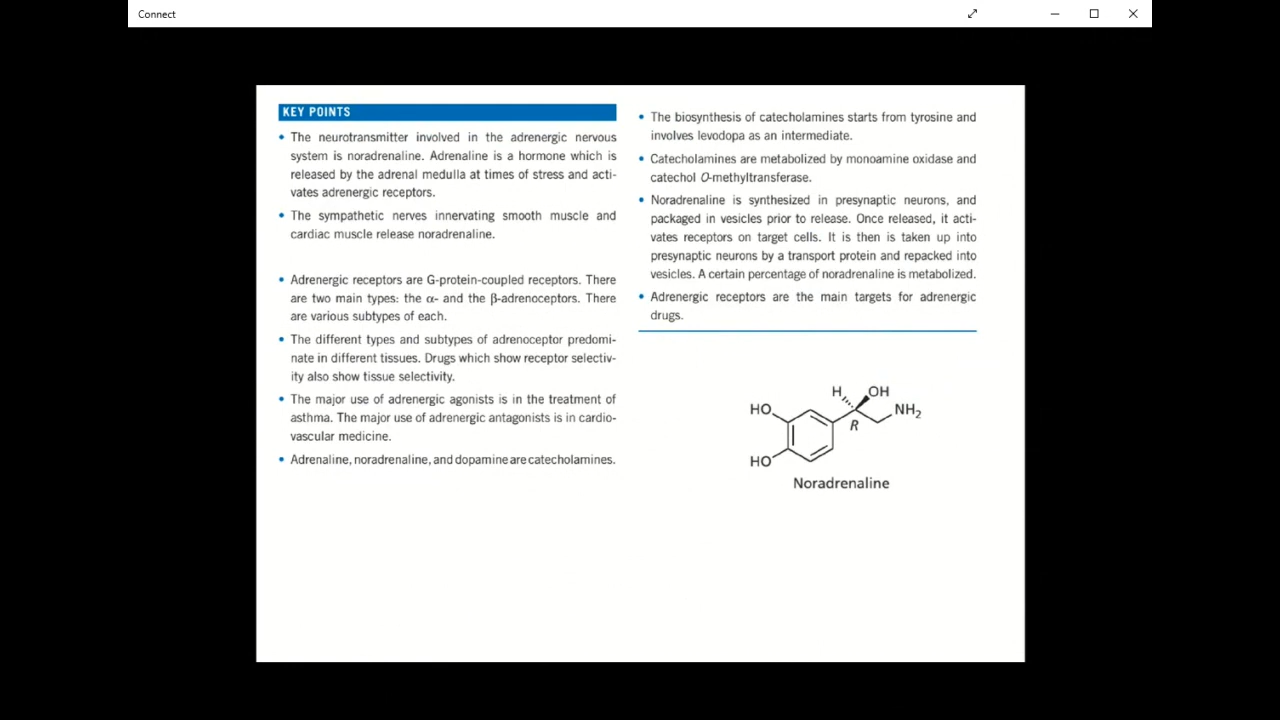 Connect
KEY POINTS
• The neurotransmitter involved in the adrenergic nervous
system is noradrenaline. Adrenaline is a hormone which is
released by the adrenal medulla at times of stress and acti-
vates adrenergic receptors.
• The sympathetic nerves innervating smooth muscle and
cardiac muscle release noradrenaline.
• Adrenergic receptors are G-protein-coupled receptors. There
are two main types: the α- and the β-adrenoceptors. There
are various subtypes of each.
• The different types and subtypes of adrenoceptor predomi-
nate in different tissues. Drugs which show receptor selectiv-
ity also show tissue selectivity.
• The major use of adrenergic agonists is in the treatment of
asthma. The major use of adrenergic antagonists is in cardio-
vascular medicine.
• Adrenaline, noradrenaline, and dopamine are catecholamines.
• The biosynthesis of catecholamines starts from tyrosine and
involves levodopa as an intermediate.
• Catecholamines are metabolized by monoamine oxidase and
catechol O-methyltransferase.
• Noradrenaline is synthesized in presynaptic neurons, and
packaged in vesicles prior to release. Once released, it acti-
vates receptors on target cells. It is then is taken up into
presynaptic neurons by a transport protein and repacked into
vesicles. A certain percentage of noradrenaline is metabolized.
• Adrenergic receptors are the main targets for adrenergic
drugs.
H OH
HO NH₂
R
HO
Noradrenaline